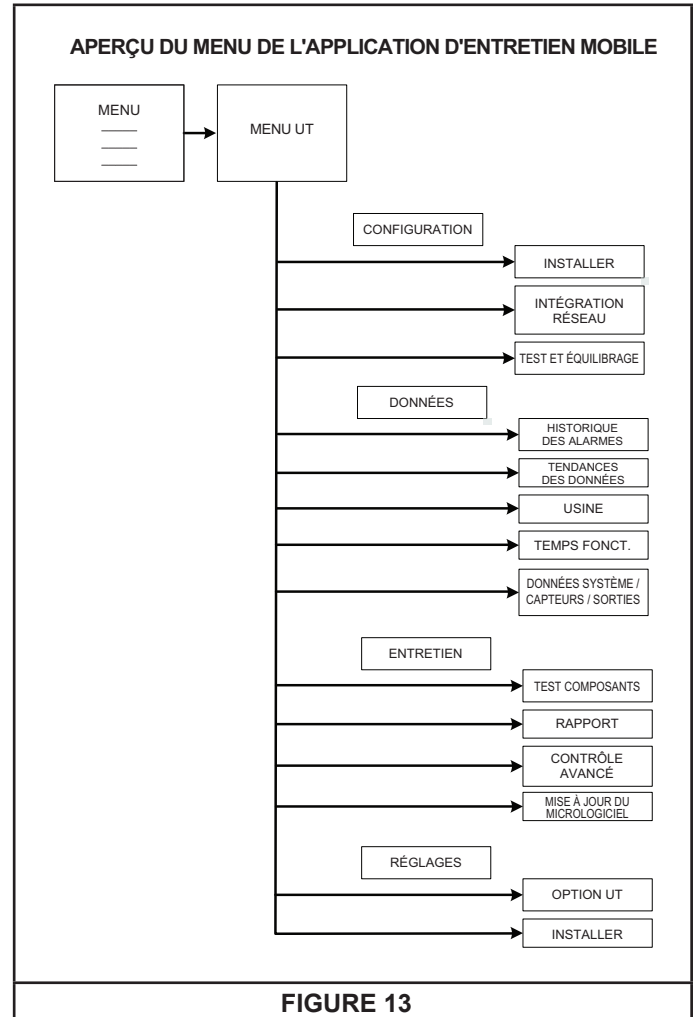 APERÇU DU MENU DE L'APPLICATION D'ENTRETIEN MOBILE
MENU
MENU UT
CONFIGURATION
INSTALLER
INTÉGRATION
RÉSEAU
TEST ET ÉQUILIBRAGE
DONNÉES
HISTORIQUE
DES ALARMES
TENDANCES
DES DONNÉES
USINE
TEMPS FONCT.
DONNÉES SYSTÈME /
CAPTEURS / SORTIES
ENTRETIEN
TEST COMPOSANTS
RAPPORT
CONTRÔLE
AVANCÉ
MISE À JOUR DU
MICROLOGICIEL
RÉGLAGES
OPTION UT
INSTALLER
FIGURE 13